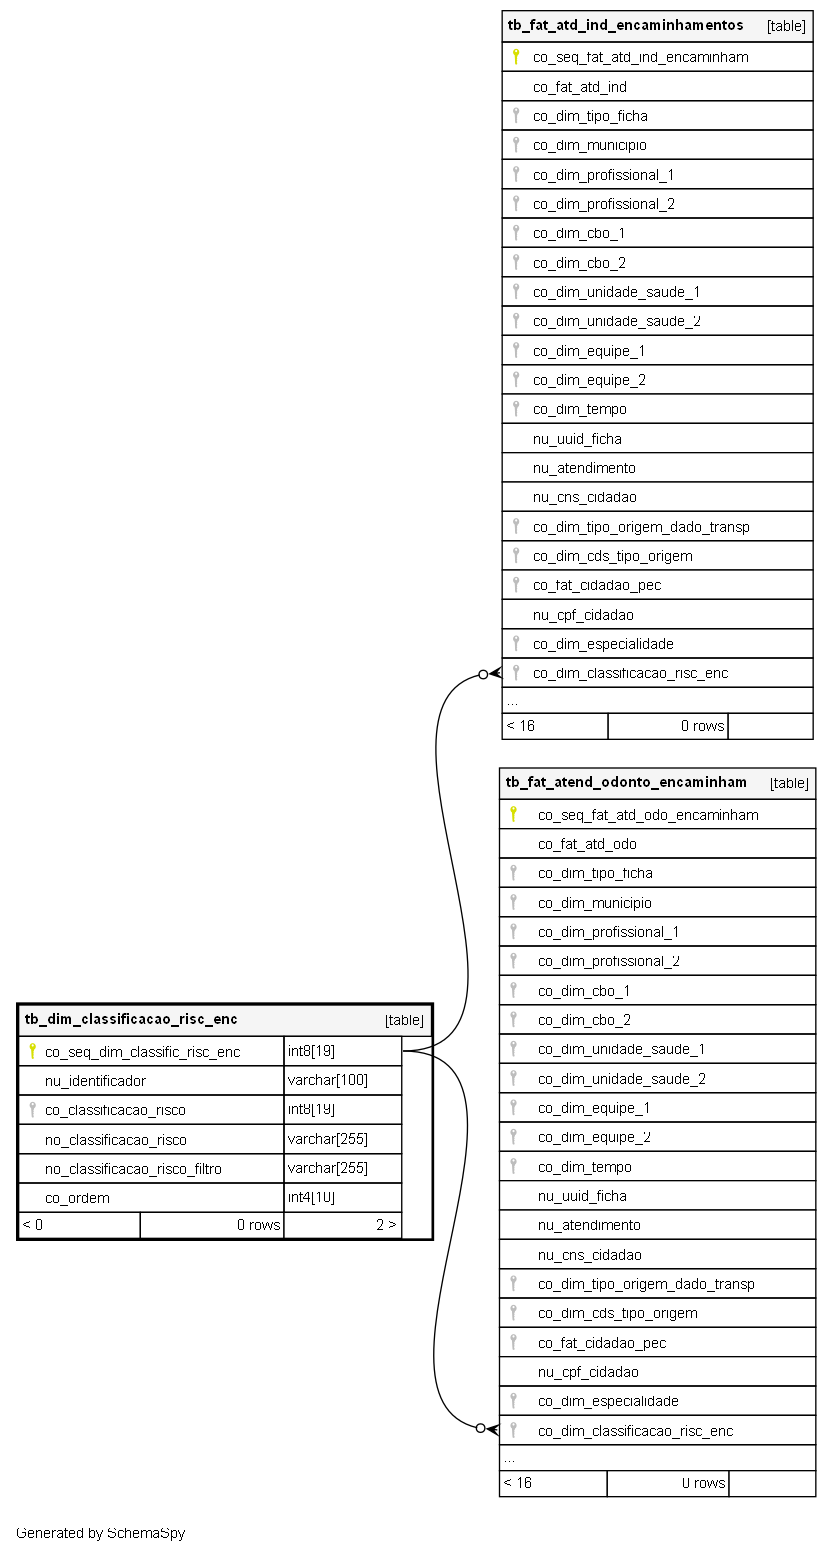 tb_fat_atd_ind_encaminhamentos [table]
co_seq_fat_atd_ind_encaminham
co_fat_atd_ind
co_dim_tipo_ficha
co_dim_municipio
co_dim_profissional_1
co_dim_profissional_2
co_dim_cbo_1
co_dim_cbo_2
co_dim_unidade_saude_1
co_dim_unidade_saude_2
co_dim_equipe_1
co_dim_equipe_2
co_dim_tempo
nu_uuid_ficha
nu_atendimento
nu_cns_cidadao
co_dim_tipo_origem_dado_transp
co_dim_cds_tipo_origem
co_fat_cidadao_pec
nu_cpf_cidadao
co_dim_especialidade
co_dim_classificacao_risc_enc
...
< 16 0 rows
tb_fat_atend_odonto_encaminham [table]
co_seq_fat_atd_odo_encaminham
co_fat_atd_odo
co_dim_tipo_ficha
co_dim_municipio
co_dim_profissional_1
co_dim_profissional_2
co_dim_cbo_1
co_dim_cbo_2
co_dim_unidade_saude_1
co_dim_unidade_saude_2
co_dim_equipe_1
co_dim_equipe_2
co_dim_tempo
nu_uuid_ficha
nu_atendimento
nu_cns_cidadao
co_dim_tipo_origem_dado_transp
co_dim_cds_tipo_origem
co_fat_cidadao_pec
nu_cpf_cidadao
co_dim_especialidade
co_dim_classificacao_risc_enc
...
< 16 0 rows
tb_dim_classificacao_risc_enc [table]
co_seq_dim_classific_risc_enc int8[19]
nu_identificador varchar[100]
co_classificacao_risco int8[19]
no_classificacao_risco varchar[255]
no_classificacao_risco_filtro varchar[255]
co_ordem int4[10]
< 0 0 rows 2 >
Generated by SchemaSpy